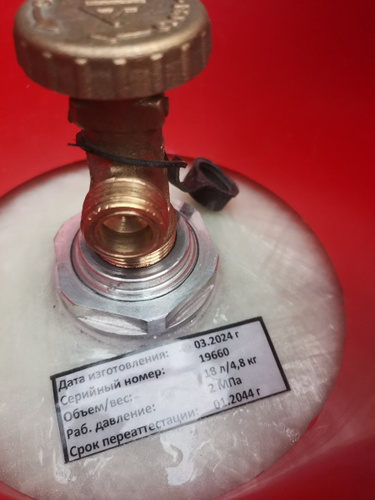 Дата изготовления: 03.2024 г
Серийный номер: 19660
Объем/вес: 18 л/4,8 кг
Раб. давление: 2 МПа
Срок переаттестации: 01.2044 г